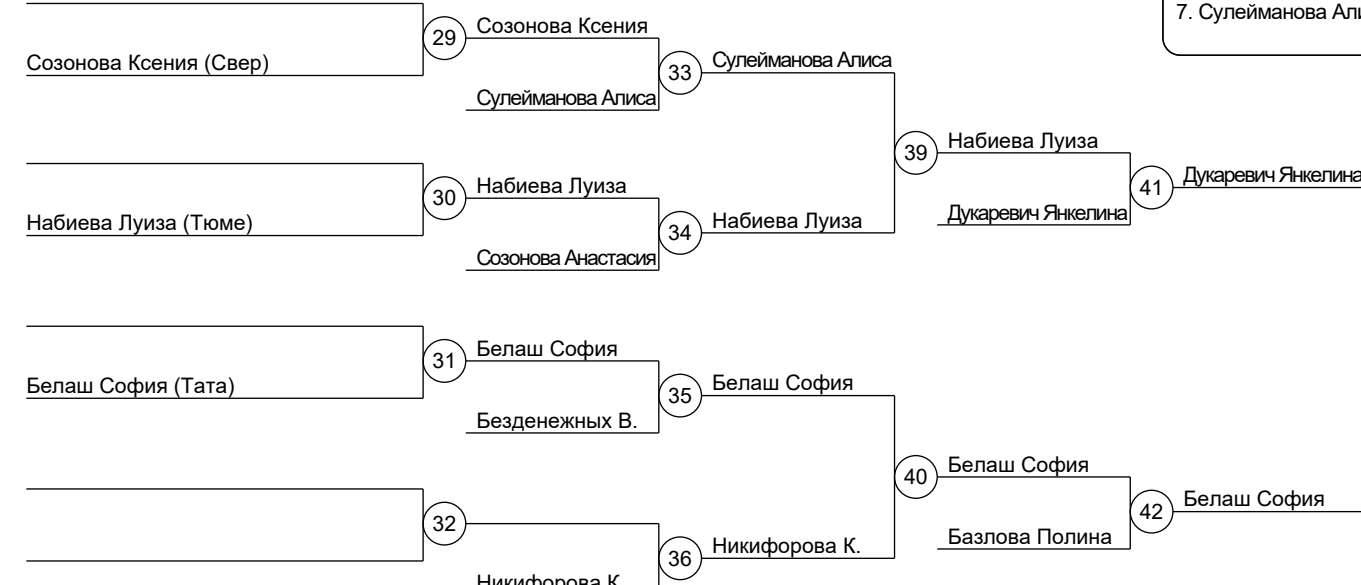 7. Сулейманова
29
Созонова Ксения
Созонова Ксения (Свер)
33
Сулейманова Алиса
Сулейманова Алиса
39
Набиева Луиза
30
Набиева Луиза
41
Дукаревич Янкелина
Набиева Луиза (Тюме)
34
Набиева Луиза
Дукаревич Янкелина
Созонова Анастасия
31
Белаш София
Белаш София (Тата)
35
Белаш София
Безденежных В.
40
Белаш София
32
42
Белаш София
36
Никифорова К.
Базлова Полина
Никифорова К.